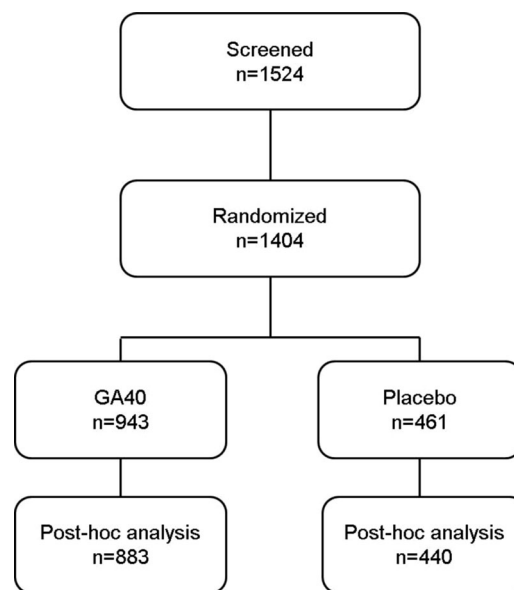 Screened
n=1524
Randomized
n=1404
GA40
n=943
Placebo
n=461
Post-hoc analysis
n=883
Post-hoc analysis
n=440